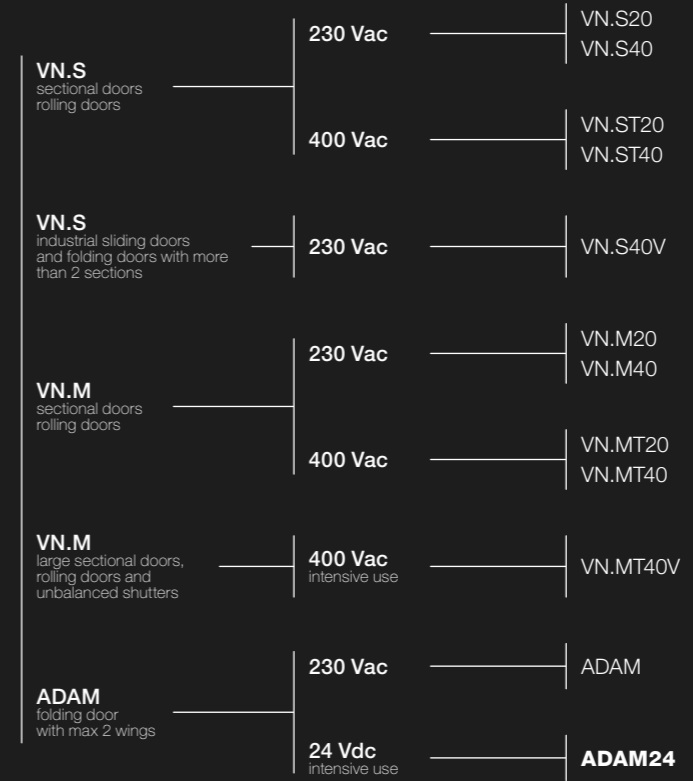 VN.S
sectional doors
rolling doors
230 Vac
VN.S20
VN.S40
400 Vac
VN.ST20
VN.ST40
VN.S
industrial sliding doors
and folding doors with more
than 2 sections
230 Vac
VN.S40V
VN.M
sectional doors
rolling doors
230 Vac
VN.M20
VN.M40
400 Vac
VN.MT20
VN.MT40
VN.M
large sectional doors,
rolling doors and
unbalanced shutters
400 Vac
intensive use
VN.MT40V
ADAM
folding door
with max 2 wings
230 Vac
ADAM
24 Vdc
intensive use
ADAM24